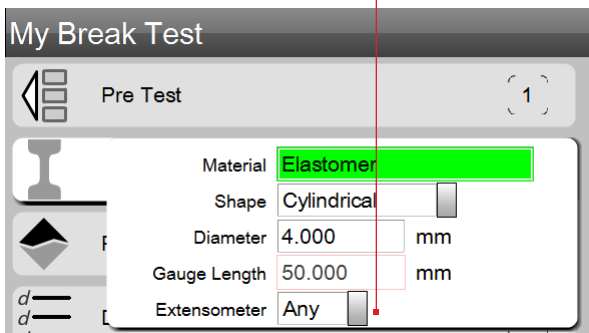 My Break Test
Pre Test 1
Material Elastomer
Shape Cylindrical
Diameter 4.000 mm
Gauge Length 50.000 mm
Extensometer Any
d
d